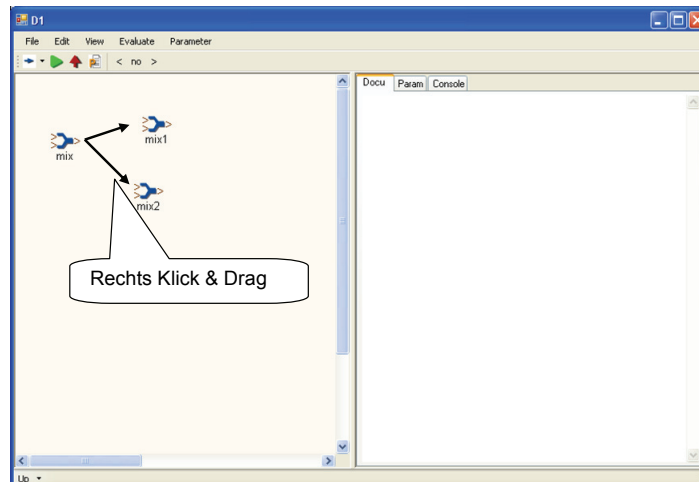 D1
File Edit View Evaluate Parameter
< no >
Docu Param Console
mix
mix1
mix2
Rechts Klick & Drag
Up